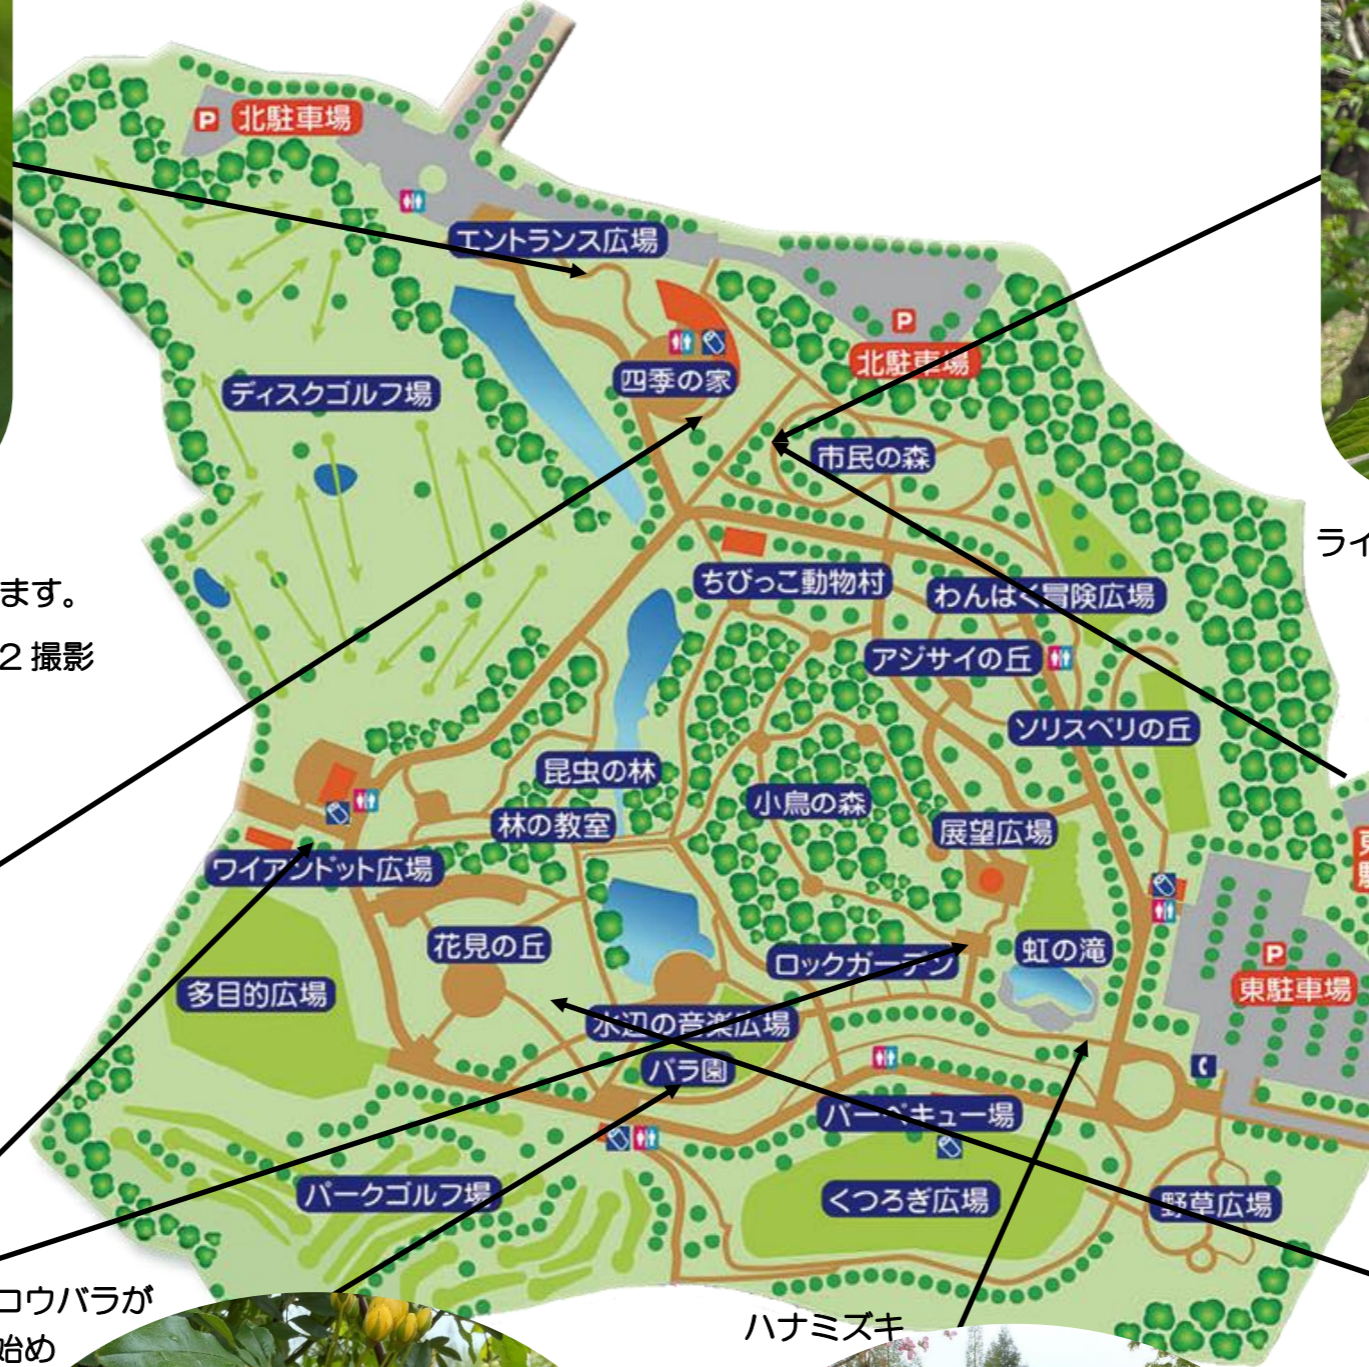 P 北駐車場
エントランス広場
P
北駐車場
四季の家
ディスクゴルフ場
市民の森
ライ
ちびっこ動物村
わんぱく冒険広場
ます。
2 撮影
アジサイの丘
ソリスベリの丘
昆虫の林
小鳥の森
林の教室
展望広場
ワイアンドット広場
花見の丘
ロックガーデン
虹の滝
P
東駐車場
多目的広場
水辺の音楽広場
バラ園
バーベキュー場
パークゴルフ場
くつろぎ広場
野草広場
コウバラが
始め
ハナミズキ